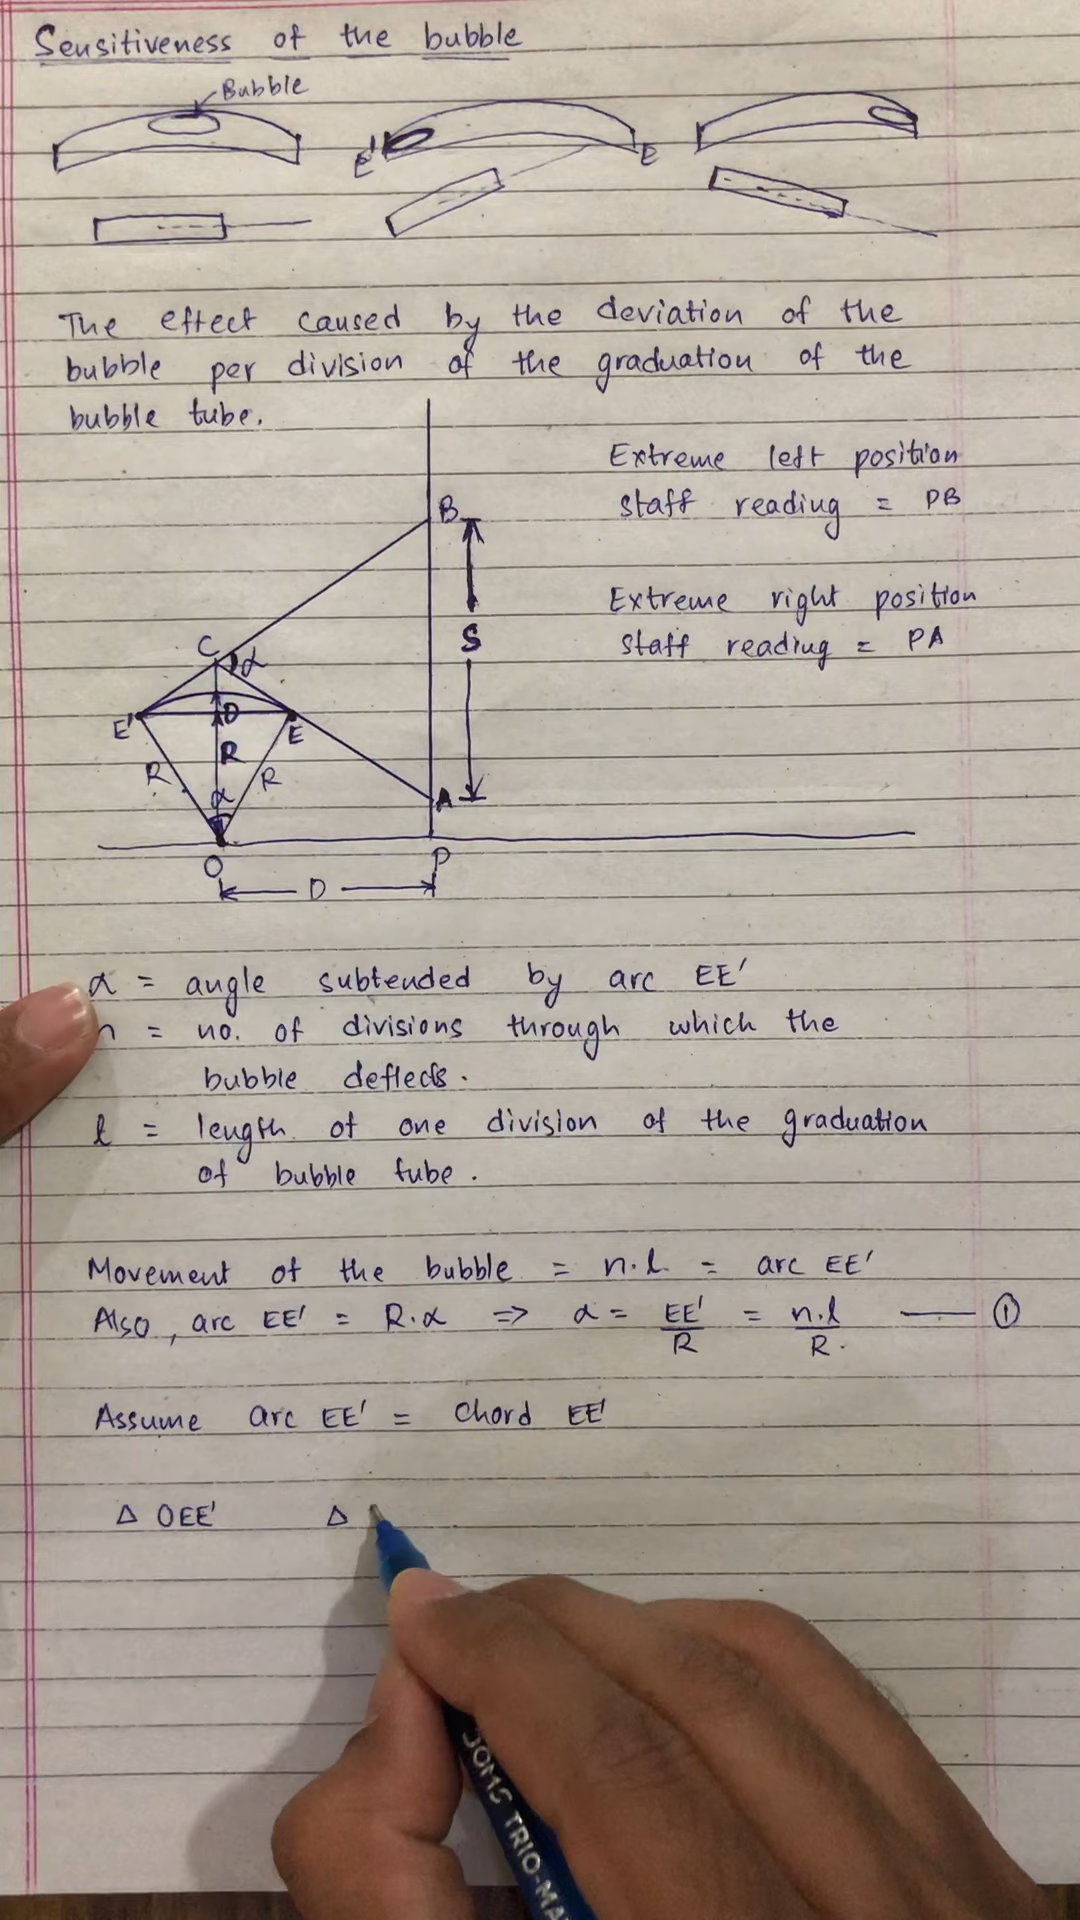 Sensitiveness of the bubble
Bubble
E' E
The effect caused by the deviation of the
bubble per division of the graduation of the
bubble tube.
Extreme left position
staff reading = PB
Extreme right position
staff reading = PA
B
S
C α
E' D E
R R R
α
A
O P
D
α = angle subtended by arc EE'
n = no. of divisions through which the
bubble deflects.
l = length of one division of the graduation
of bubble tube.
Movement of the bubble = n.l = arc EE'
Also, arc EE' = R.α ⇒ α = EE'/R = n.l/R. —— ①
Assume arc EE' = chord EE'
Δ OEE' Δ
DOMS TRIO-MA